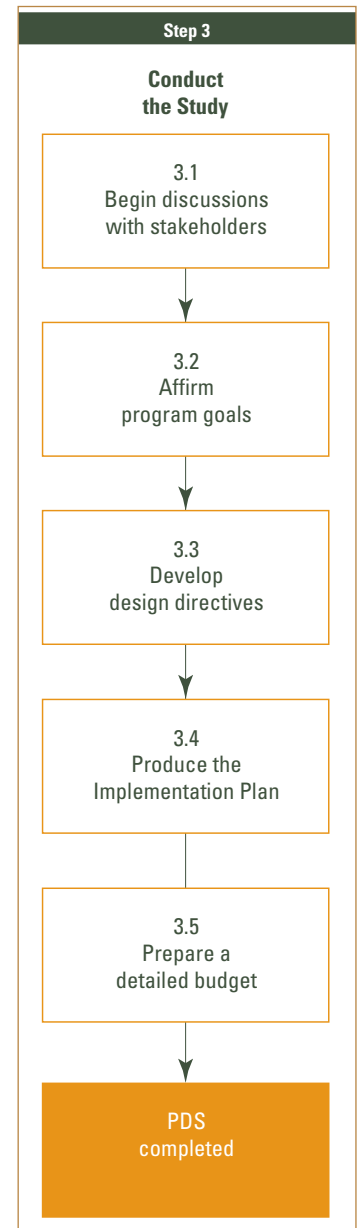 Step 3
Conduct
the Study
3.1
Begin discussions
with stakeholders
3.2
Affirm
program goals
3.3
Develop
design directives
3.4
Produce the
Implementation Plan
3.5
Prepare a
detailed budget
PDS
completed